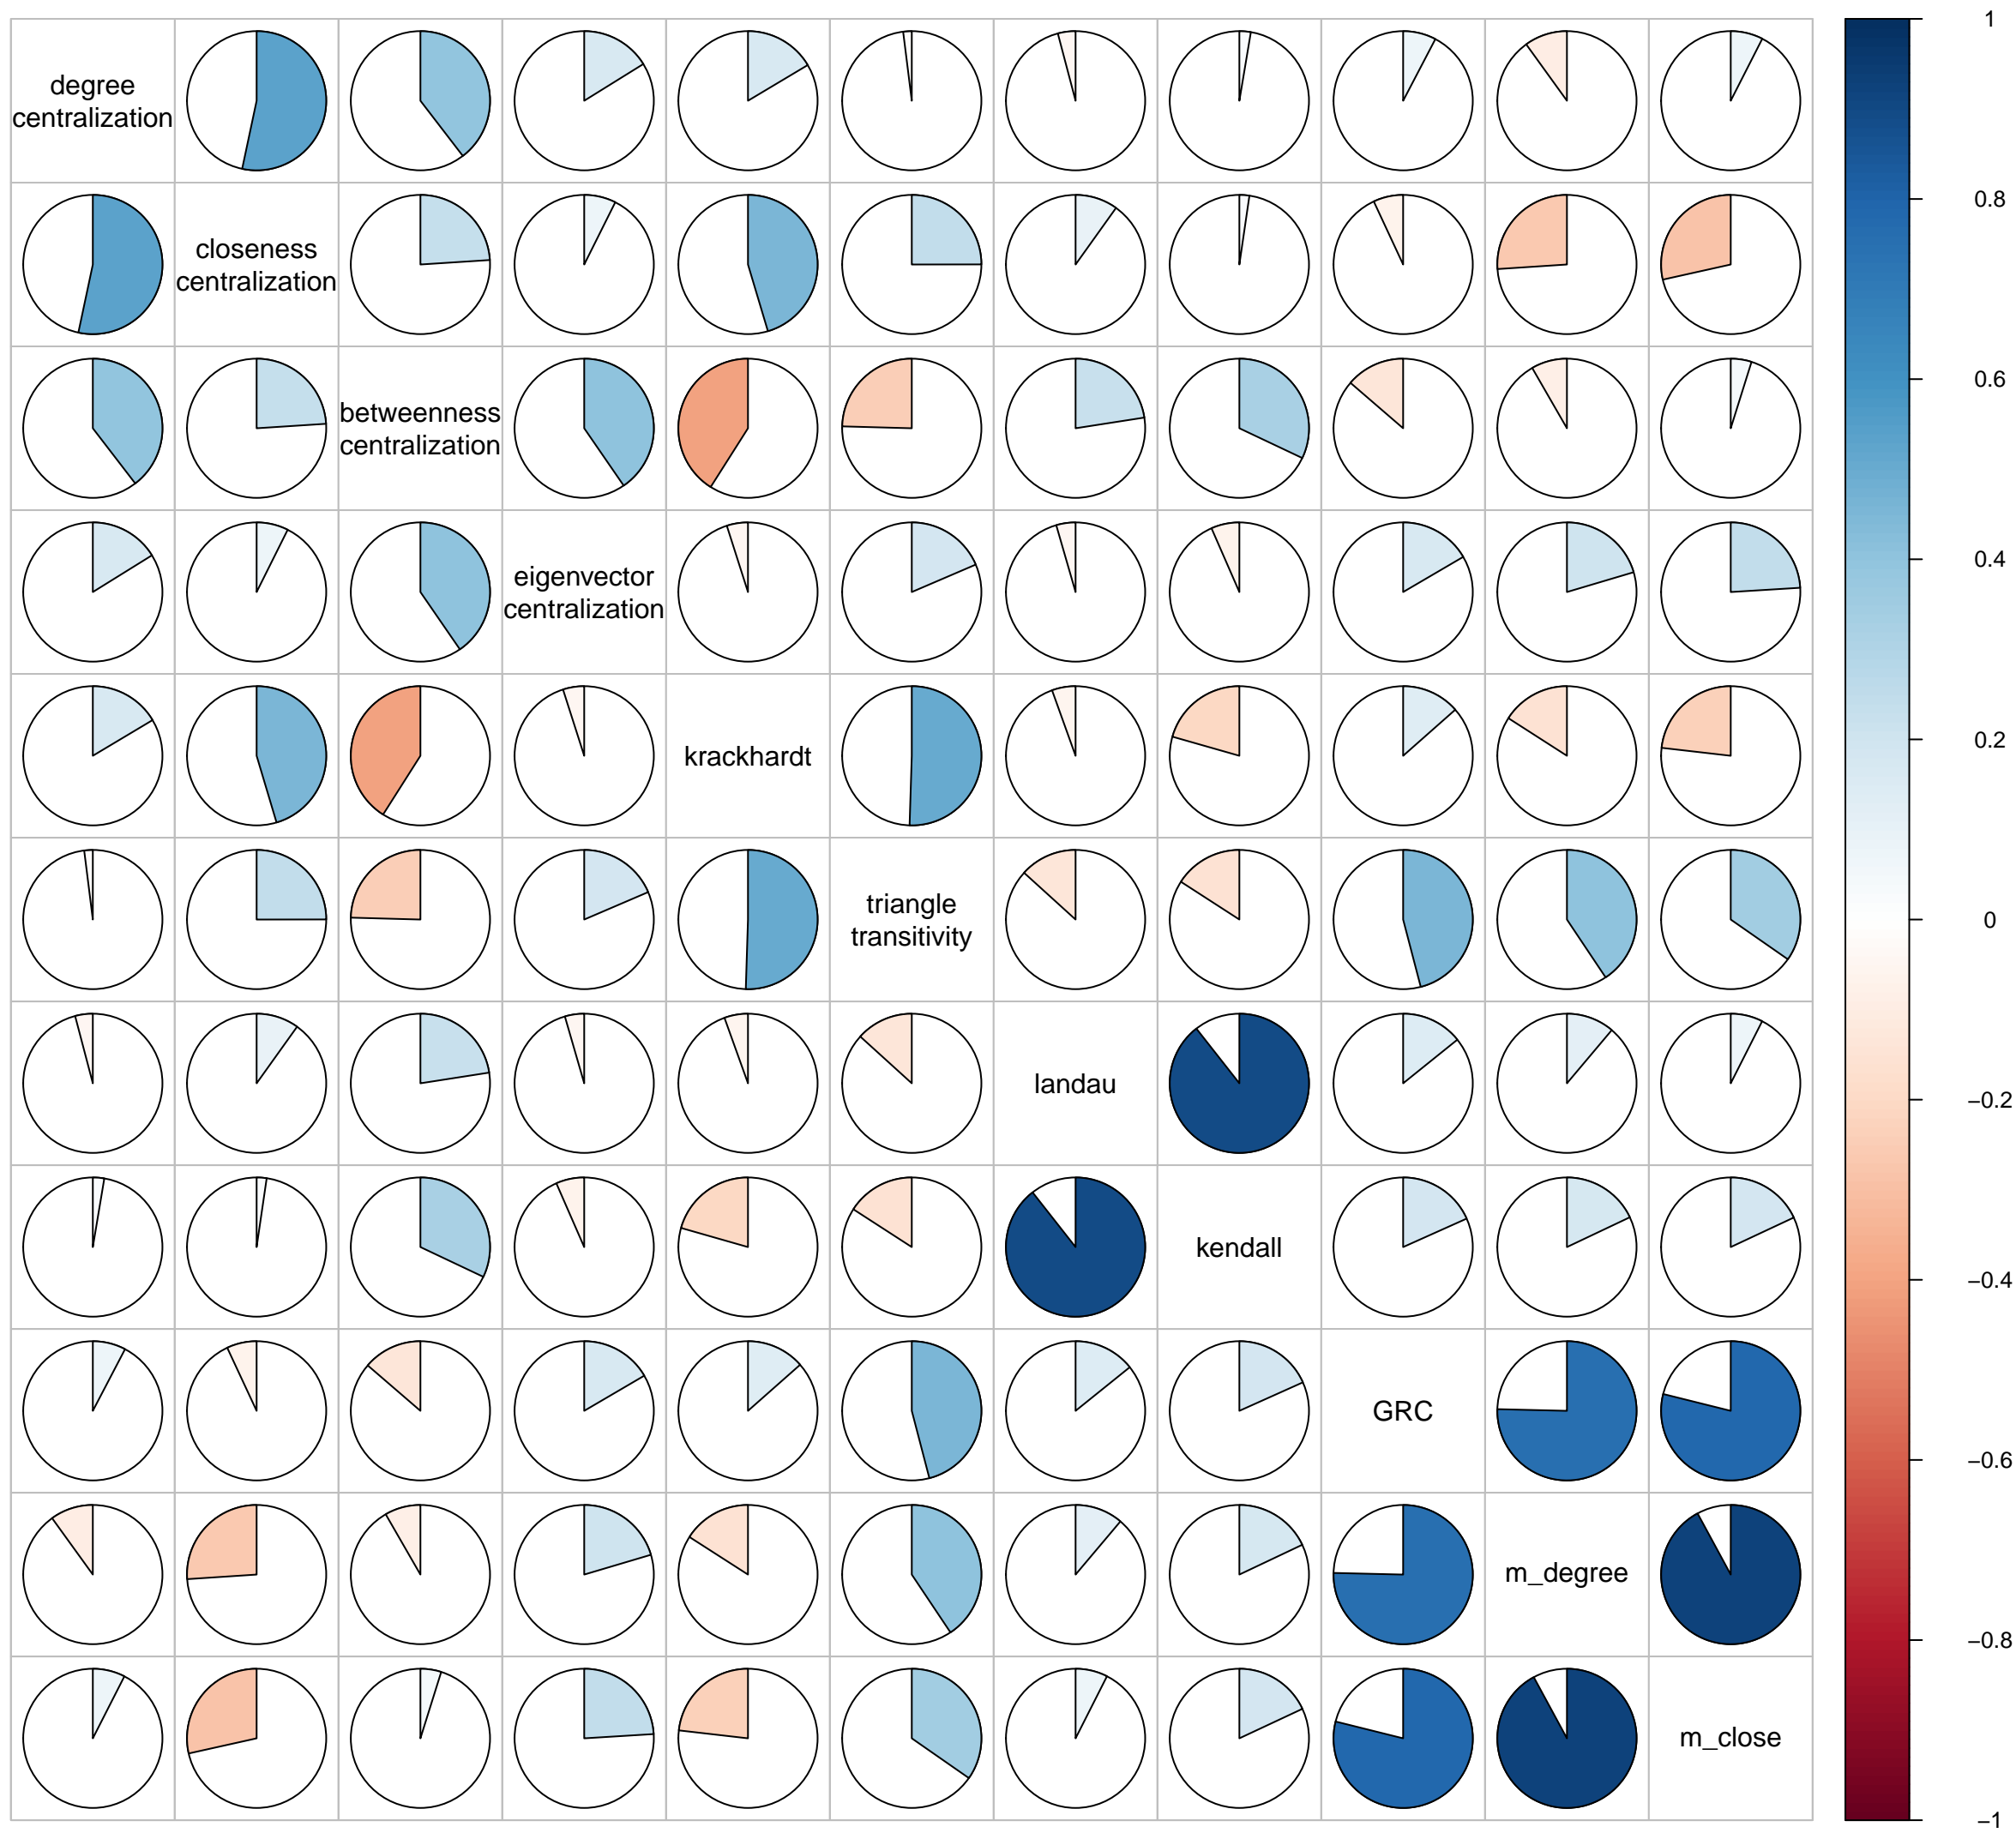 degree
centralization
closeness
centralization
betweenness
centralization
eigenvector
centralization
krackhardt
triangle
transitivity
landau
kendall
GRC
m_degree
m_close
1
0.8
0.6
0.4
0.2
0
−0.2
−0.4
−0.6
−0.8
−1